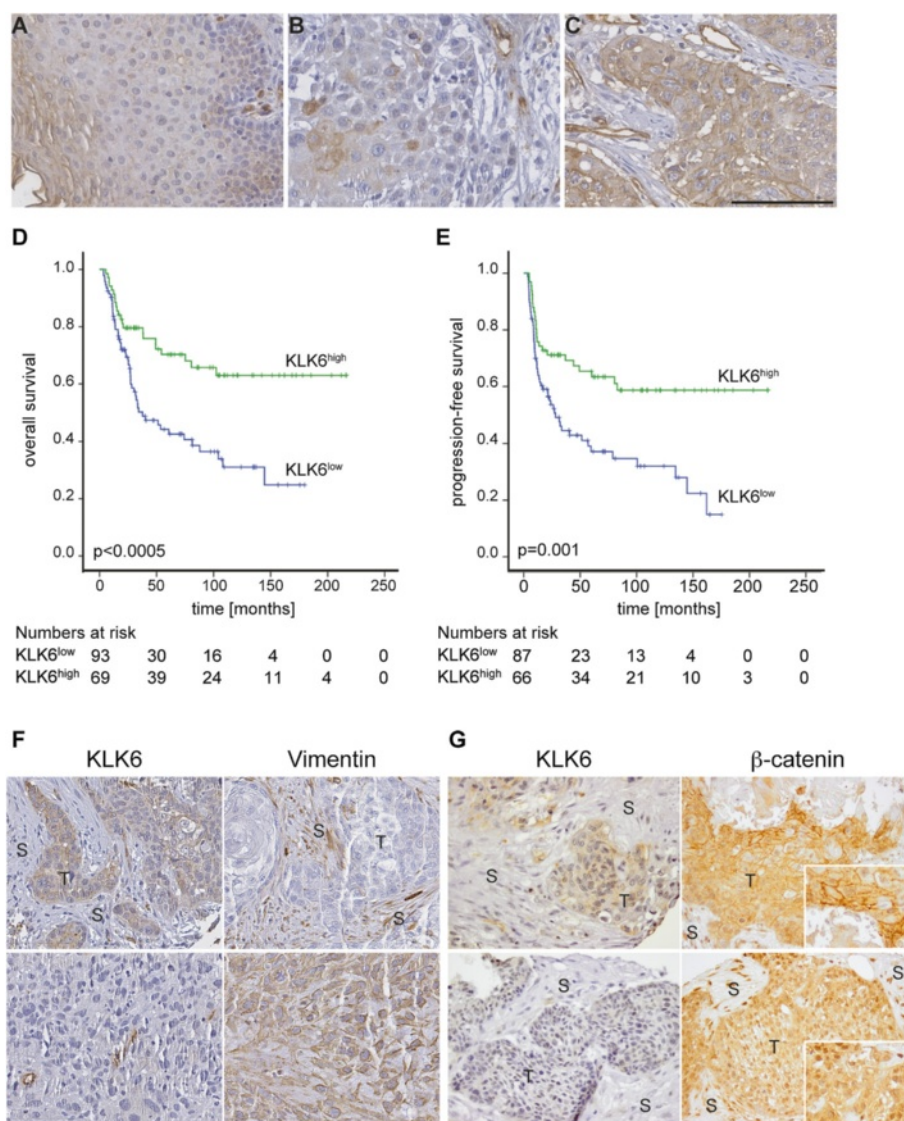 A B C
D E
1.0
0.8
0.6
0.4
0.2
0.0
overall survival
KLK6high
KLK6low
p<0.0005
0 50 100 150 200 250
time [months]
Numbers at risk
KLK6low 93 30 16 4 0 0
KLK6high 69 39 24 11 4 0
1.0
0.8
0.6
0.4
0.2
0.0
progression-free survival
KLK6high
KLK6low
p=0.001
0 50 100 150 200 250
time [months]
Numbers at risk
KLK6low 87 23 13 4 0 0
KLK6high 66 34 21 10 3 0
F G
KLK6 Vimentin KLK6 β-catenin
S T S
S T S
S S T
T S
S T
S
S S
T S